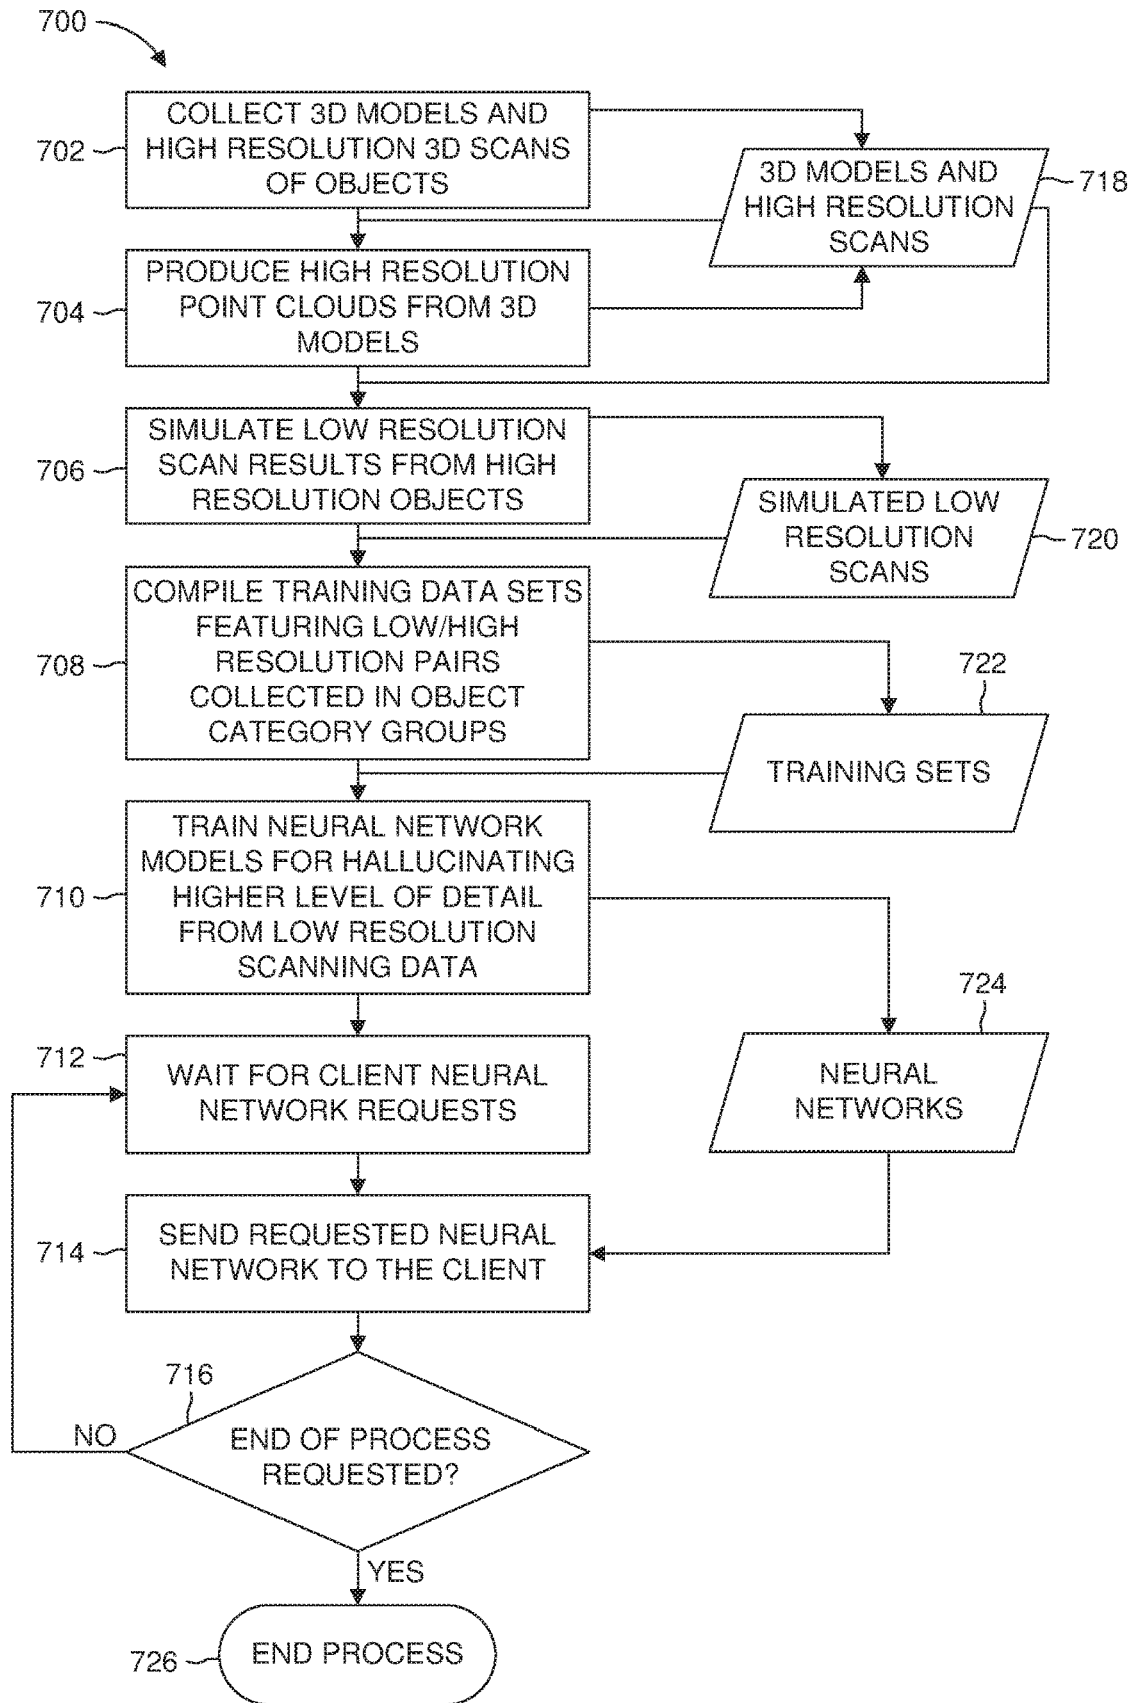 700
702
COLLECT 3D MODELS AND
HIGH RESOLUTION 3D SCANS
OF OBJECTS
3D MODELS AND
HIGH RESOLUTION
SCANS
718
704
PRODUCE HIGH RESOLUTION
POINT CLOUDS FROM 3D
MODELS
706
SIMULATE LOW RESOLUTION
SCAN RESULTS FROM HIGH
RESOLUTION OBJECTS
SIMULATED LOW
RESOLUTION
SCANS
720
708
COMPILE TRAINING DATA SETS
FEATURING LOW/HIGH
RESOLUTION PAIRS
COLLECTED IN OBJECT
CATEGORY GROUPS
722
TRAINING SETS
710
TRAIN NEURAL NETWORK
MODELS FOR HALLUCINATING
HIGHER LEVEL OF DETAIL
FROM LOW RESOLUTION
SCANNING DATA
724
NEURAL
NETWORKS
712
WAIT FOR CLIENT NEURAL
NETWORK REQUESTS
714
SEND REQUESTED NEURAL
NETWORK TO THE CLIENT
716
NO
END OF PROCESS
REQUESTED?
YES
726
END PROCESS